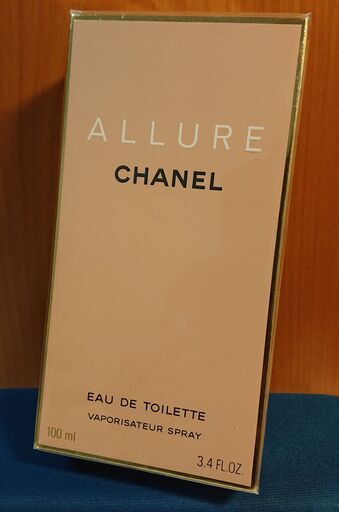 ALLURE
CHANEL
EAU DE TOILETTE
VAPORISATEUR SPRAY
100 ml
3.4 FL.OZ.